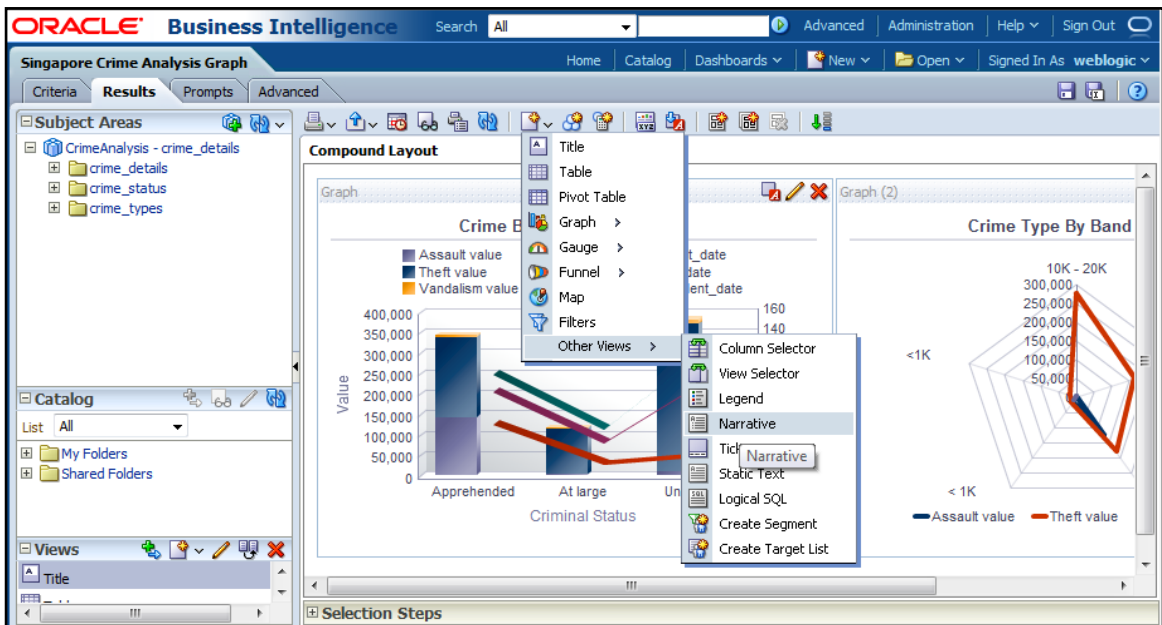 ORACLE Business Intelligence Search All Advanced Administration Help Sign Out
Singapore Crime Analysis Graph Home Catalog Dashboards New Open Signed In As weblogic
Criteria Results Prompts Advanced
Subject Areas
CrimeAnalysis - crime_details
crime_details
crime_status
crime_types
Catalog
List All
My Folders
Shared Folders
Views
Title
Compound Layout
Graph
Crime B
Assault value
Theft value
Vandalism value
t_date
date
ent_date
400,000
350,000
300,000
250,000
200,000
150,000
100,000
50,000
0
Value
160
140
Apprehended At large Un
Criminal Status
Title
Table
Pivot Table
Graph >
Gauge >
Funnel >
Map
Filters
Other Views >
Column Selector
View Selector
Legend
Narrative
Tick
Narrative
Static Text
Logical SQL
Create Segment
Create Target List
Graph (2)
Crime Type By Band
10K - 20K
300,000
250,000
200,000
150,000
100,000
50,000
<1K
< 1K
Assault value Theft value
Selection Steps